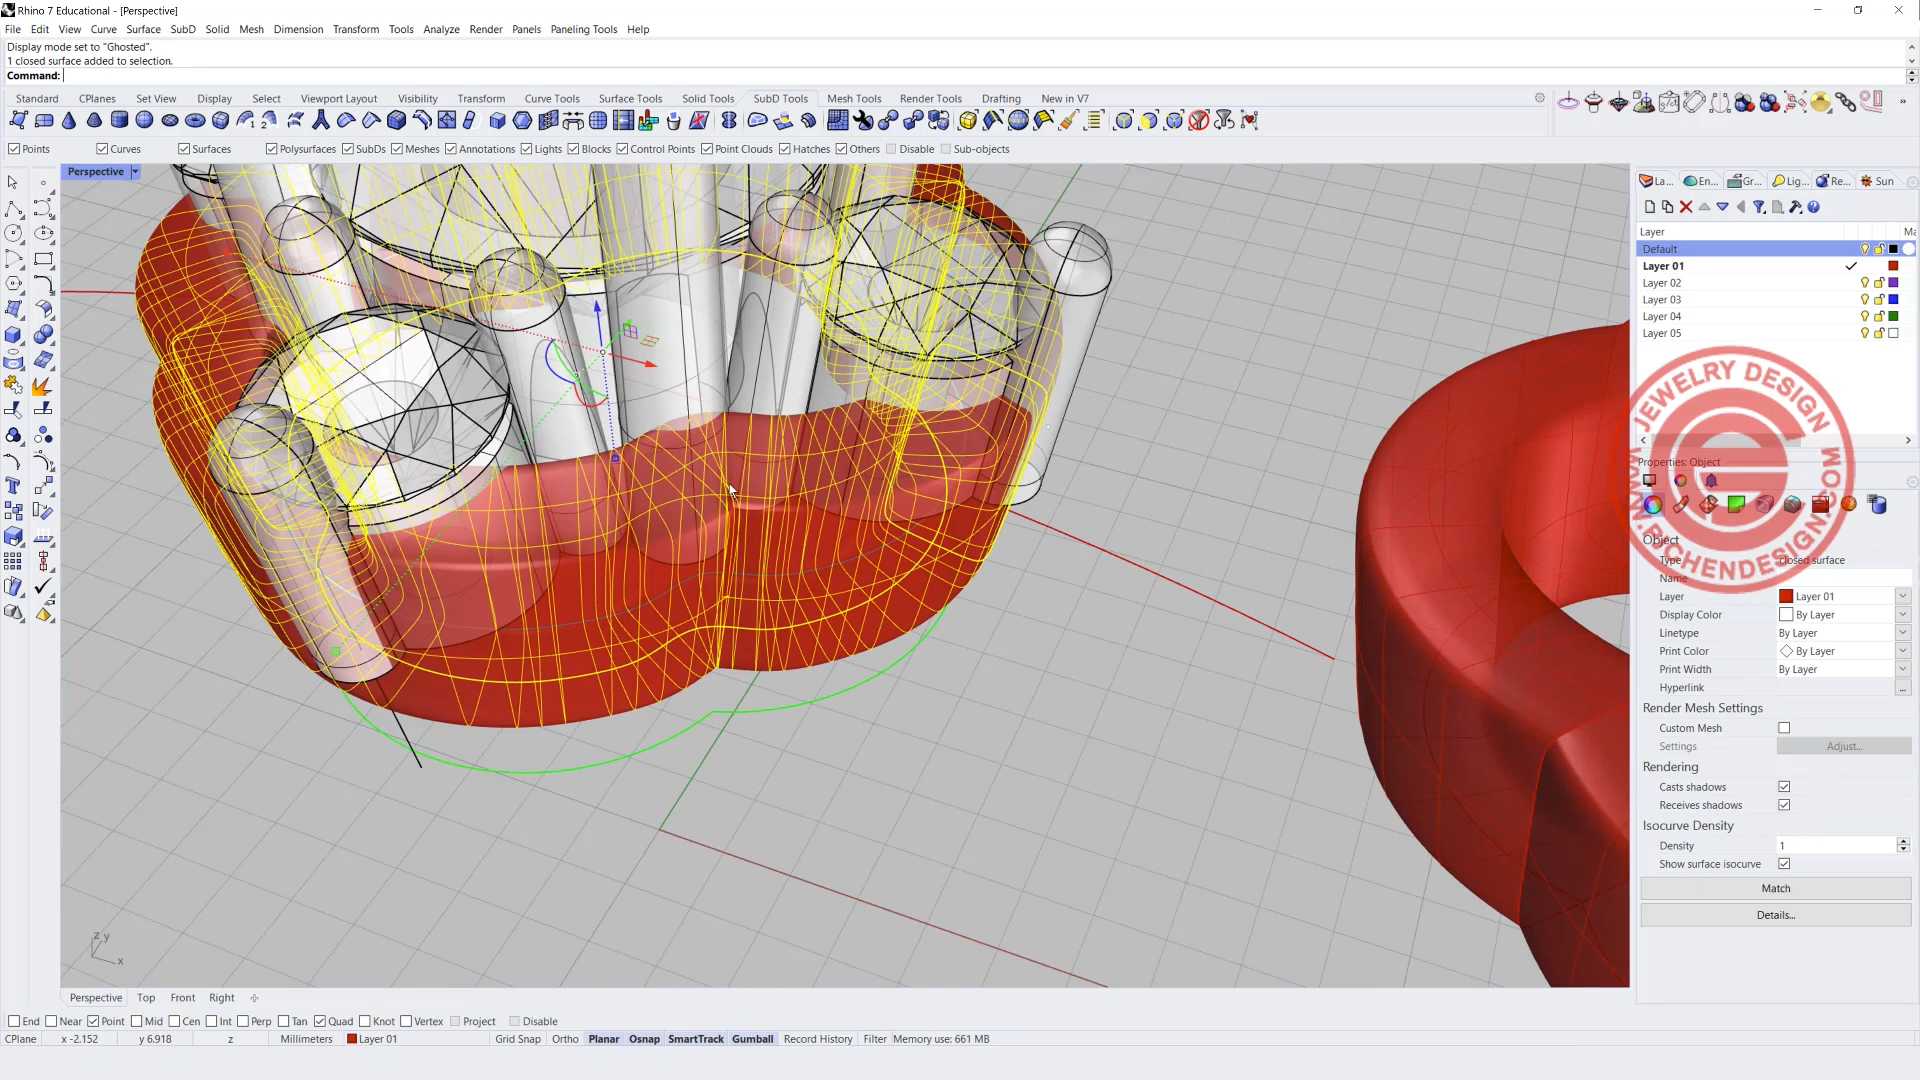 Rhino 7 Educational - [Perspective]
File Edit View Curve Surface SubD Solid Mesh Dimension Transform Tools Analyze Render Panels Paneling Tools Help
Display mode set to "Ghosted".
1 closed surface added to selection.
Command:
Standard CPlanes Set View Display Select Viewport Layout Visibility Transform Curve Tools Surface Tools Solid Tools SubD Tools Mesh Tools Render Tools Drafting New in V7
Points Curves Surfaces Polysurfaces SubDs Meshes Annotations Lights Blocks Control Points Point Clouds Hatches Others Disable Sub-objects
Perspective
La... En... Gr... Lig... Re... Sun
Layer Ma
Default
Layer 01
Layer 02
Layer 03
Layer 04
Layer 05
JEWELRY DESIGN
WWW.PJCHENDESIGN.COM
Properties: Object
Object
Type closed surface
Name
Layer Layer 01
Display Color By Layer
Linetype By Layer
Print Color By Layer
Print Width By Layer
Hyperlink ...
Render Mesh Settings
Custom Mesh
Settings Adjust...
Rendering
Casts shadows
Receives shadows
Isocurve Density
Density 1
Show surface isocurve
Match
Details...
z y
x
Perspective Top Front Right
End Near Point Mid Cen Int Perp Tan Quad Knot Vertex Project Disable
CPlane x -2.152 y 6.918 z Millimeters Layer 01 Grid Snap Ortho Planar Osnap SmartTrack Gumball Record History Filter Memory use: 661 MB